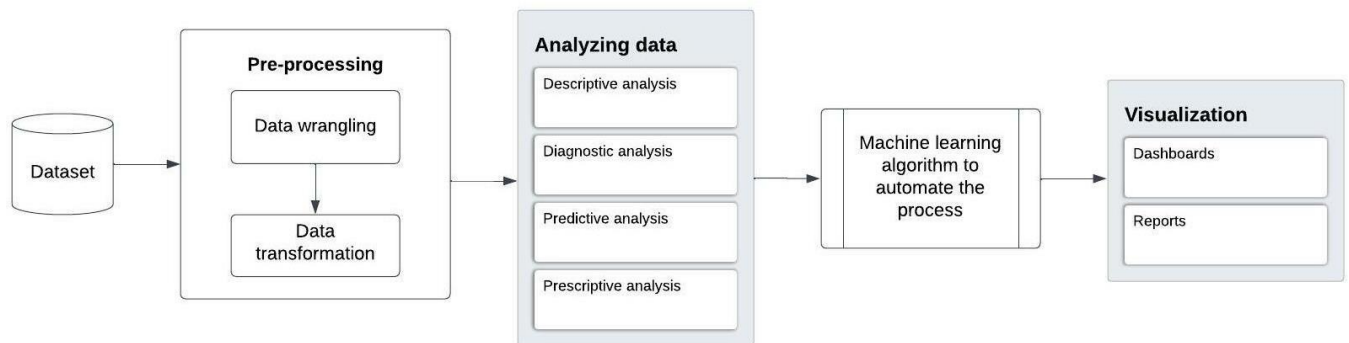 Dataset
Pre-processing
Data wrangling
Data
transformation
Analyzing data
Descriptive analysis
Diagnostic analysis
Predictive analysis
Prescriptive analysis
Machine learning
algorithm to
automate the
process
Visualization
Dashboards
Reports